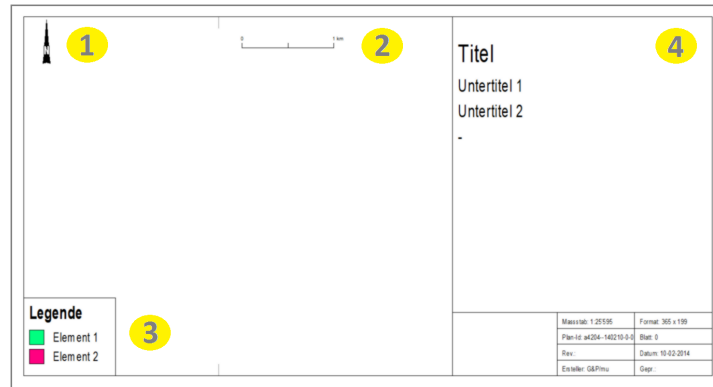 N
1
0
1 km
2
Titel
4
Untertitel 1
Untertitel 2
-
Legende
Element 1
Element 2
3
Massstab: 1:25595 Format: 365 x 199
Plan-Id: a4204--140210-0-0 Blatt: 0
Rev.: Datum: 10-02-2014
Ersteller: G&P/mu Gepr.: